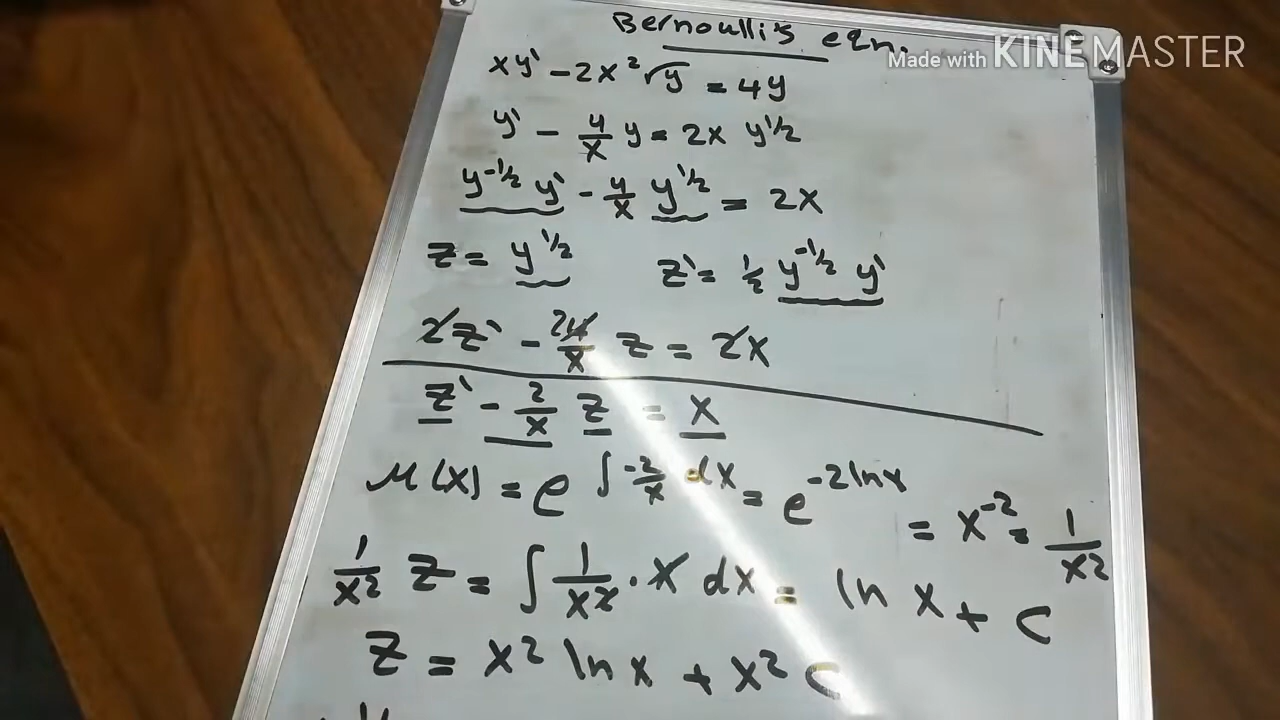 Bernoulli's eqn.
Made with KINEMASTER
xy' - 2x²√y = 4y
y' - 4/x y = 2x y^1/2
y^-1/2 y' - 4/x y^1/2 = 2x
z = y^1/2 z' = 1/2 y^-1/2 y'
2z' - 24/x z = 2x
z' - 2/x z = x
μ(x) = e^∫-2/x dx = e^-2lnx = x^-2 = 1/x²
1/x² z = ∫ 1/x² · x dx = ln x + c
z = x² ln x + x² c